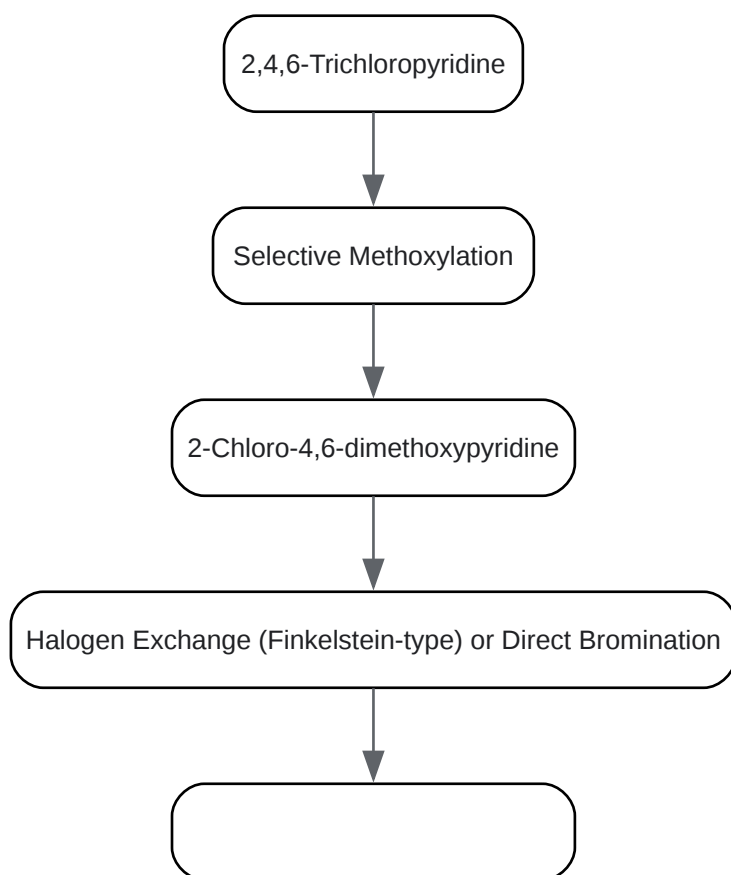 2,4,6-Trichloropyridine
Selective Methoxylation
2-Chloro-4,6-dimethoxypyridine
Halogen Exchange (Finkelstein-type) or Direct Bromination